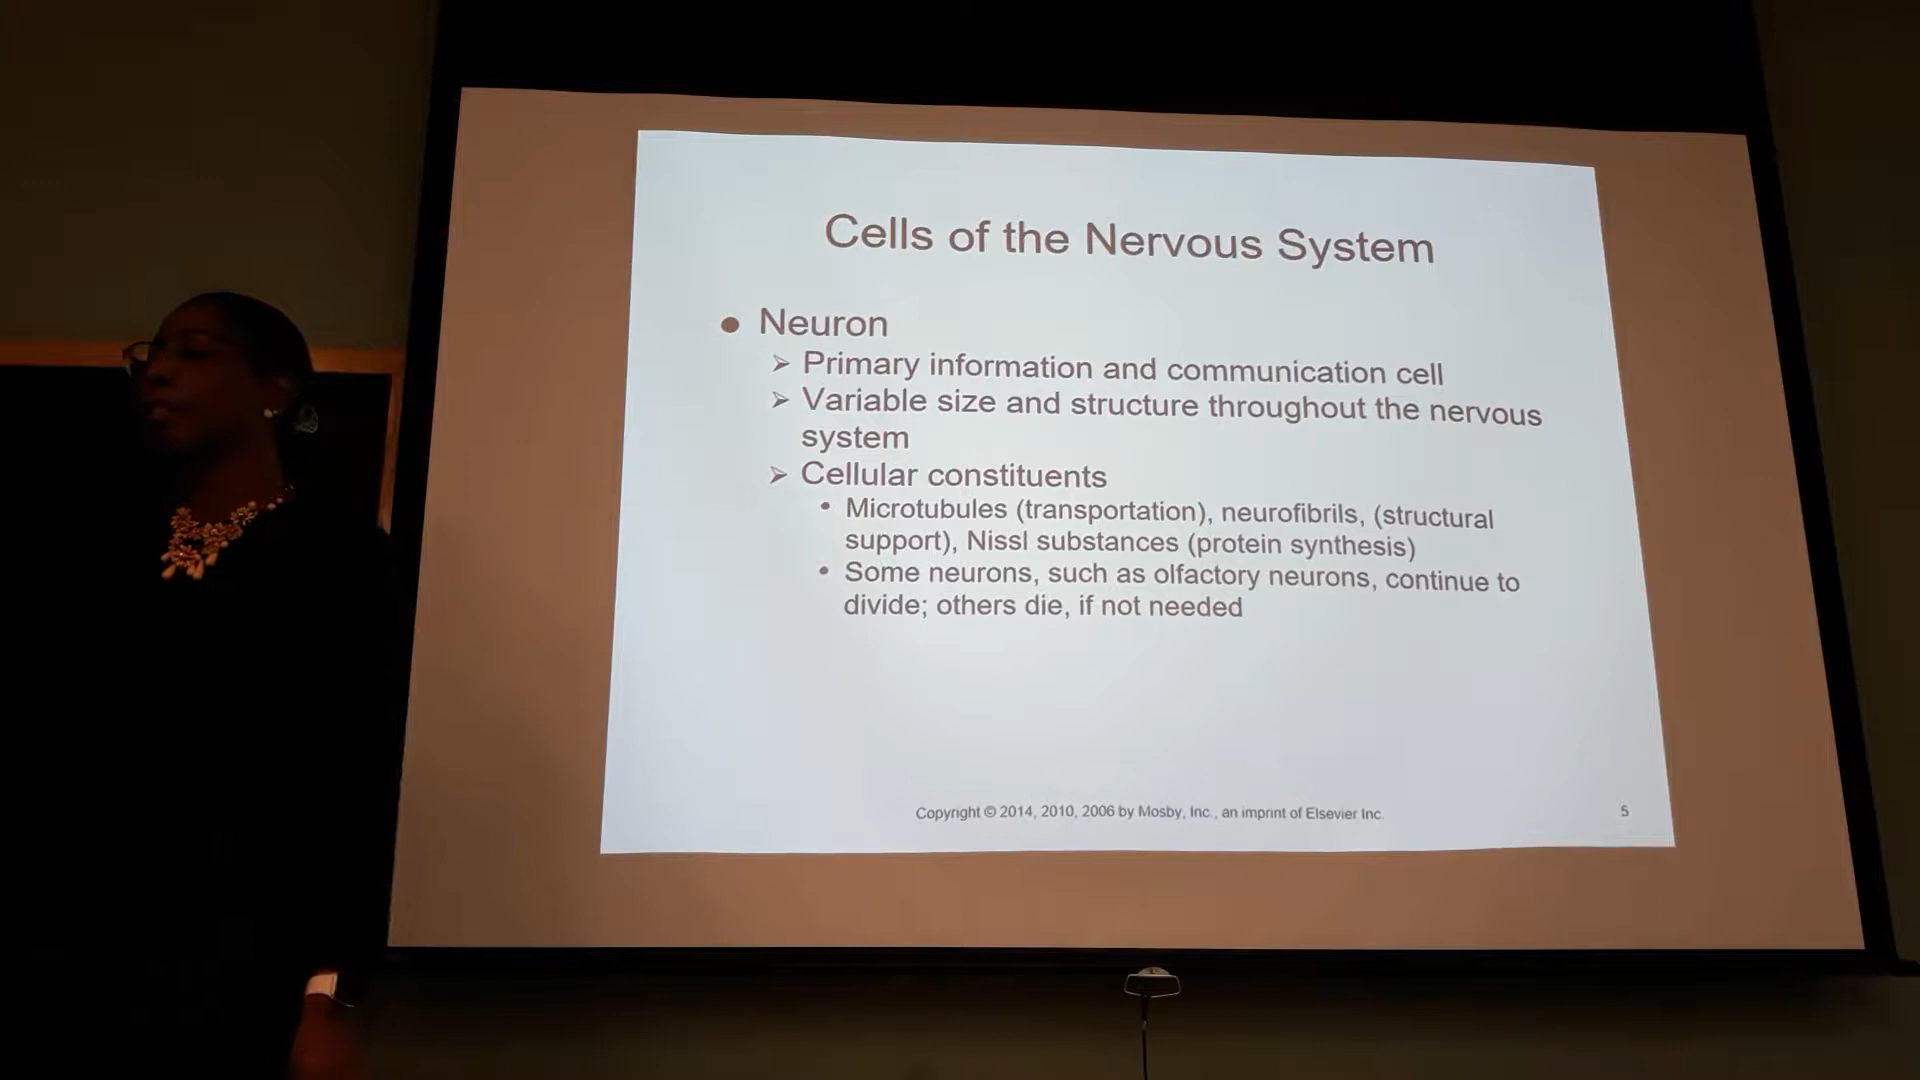 Cells of the Nervous System
● Neuron
➢ Primary information and communication cell
➢ Variable size and structure throughout the nervous
system
➢ Cellular constituents
• Microtubules (transportation), neurofibrils, (structural
support), Nissl substances (protein synthesis)
• Some neurons, such as olfactory neurons, continue to
divide; others die, if not needed
Copyright © 2014, 2010, 2006 by Mosby, Inc., an imprint of Elsevier Inc.
5